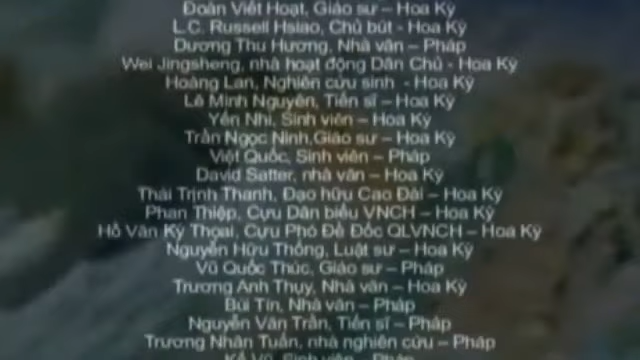 Đoàn Viết Hoạt, Giáo sư – Hoa Kỳ
L.C. Russell Hsiao, Chủ bút - Hoa Kỳ
Dương Thu Hương, Nhà văn – Pháp
Wei Jingsheng, nhà hoạt động Dân Chủ - Hoa Kỳ
Hoàng Lan, Nghiên cứu sinh - Hoa Kỳ
Lê Minh Nguyên, Tiến sĩ – Hoa Kỳ
Yến Nhi, Sinh viên – Hoa Kỳ
Trần Ngọc Ninh,Giáo sư – Hoa Kỳ
Việt Quốc, Sinh viên – Pháp
David Satter, nhà văn – Hoa Kỳ
Thái Trịnh Thanh, Đạo hữu Cao Đài – Hoa Kỳ
Phan Thiệp, Cựu Dân biểu VNCH – Hoa Kỳ
Hồ Văn Kỳ Thoại, Cựu Phó Đề Đốc QLVNCH – Hoa Kỳ
Nguyễn Hữu Thống, Luật sư – Hoa Kỳ
Vũ Quốc Thúc, Giáo sư – Pháp
Trương Anh Thụy, Nhà văn – Hoa Kỳ
Bùi Tín, Nhà văn – Pháp
Nguyễn Văn Trần, Tiến sĩ – Pháp
Trương Nhân Tuấn, nhà nghiên cứu – Pháp
Vũ, Sinh viên – Pháp